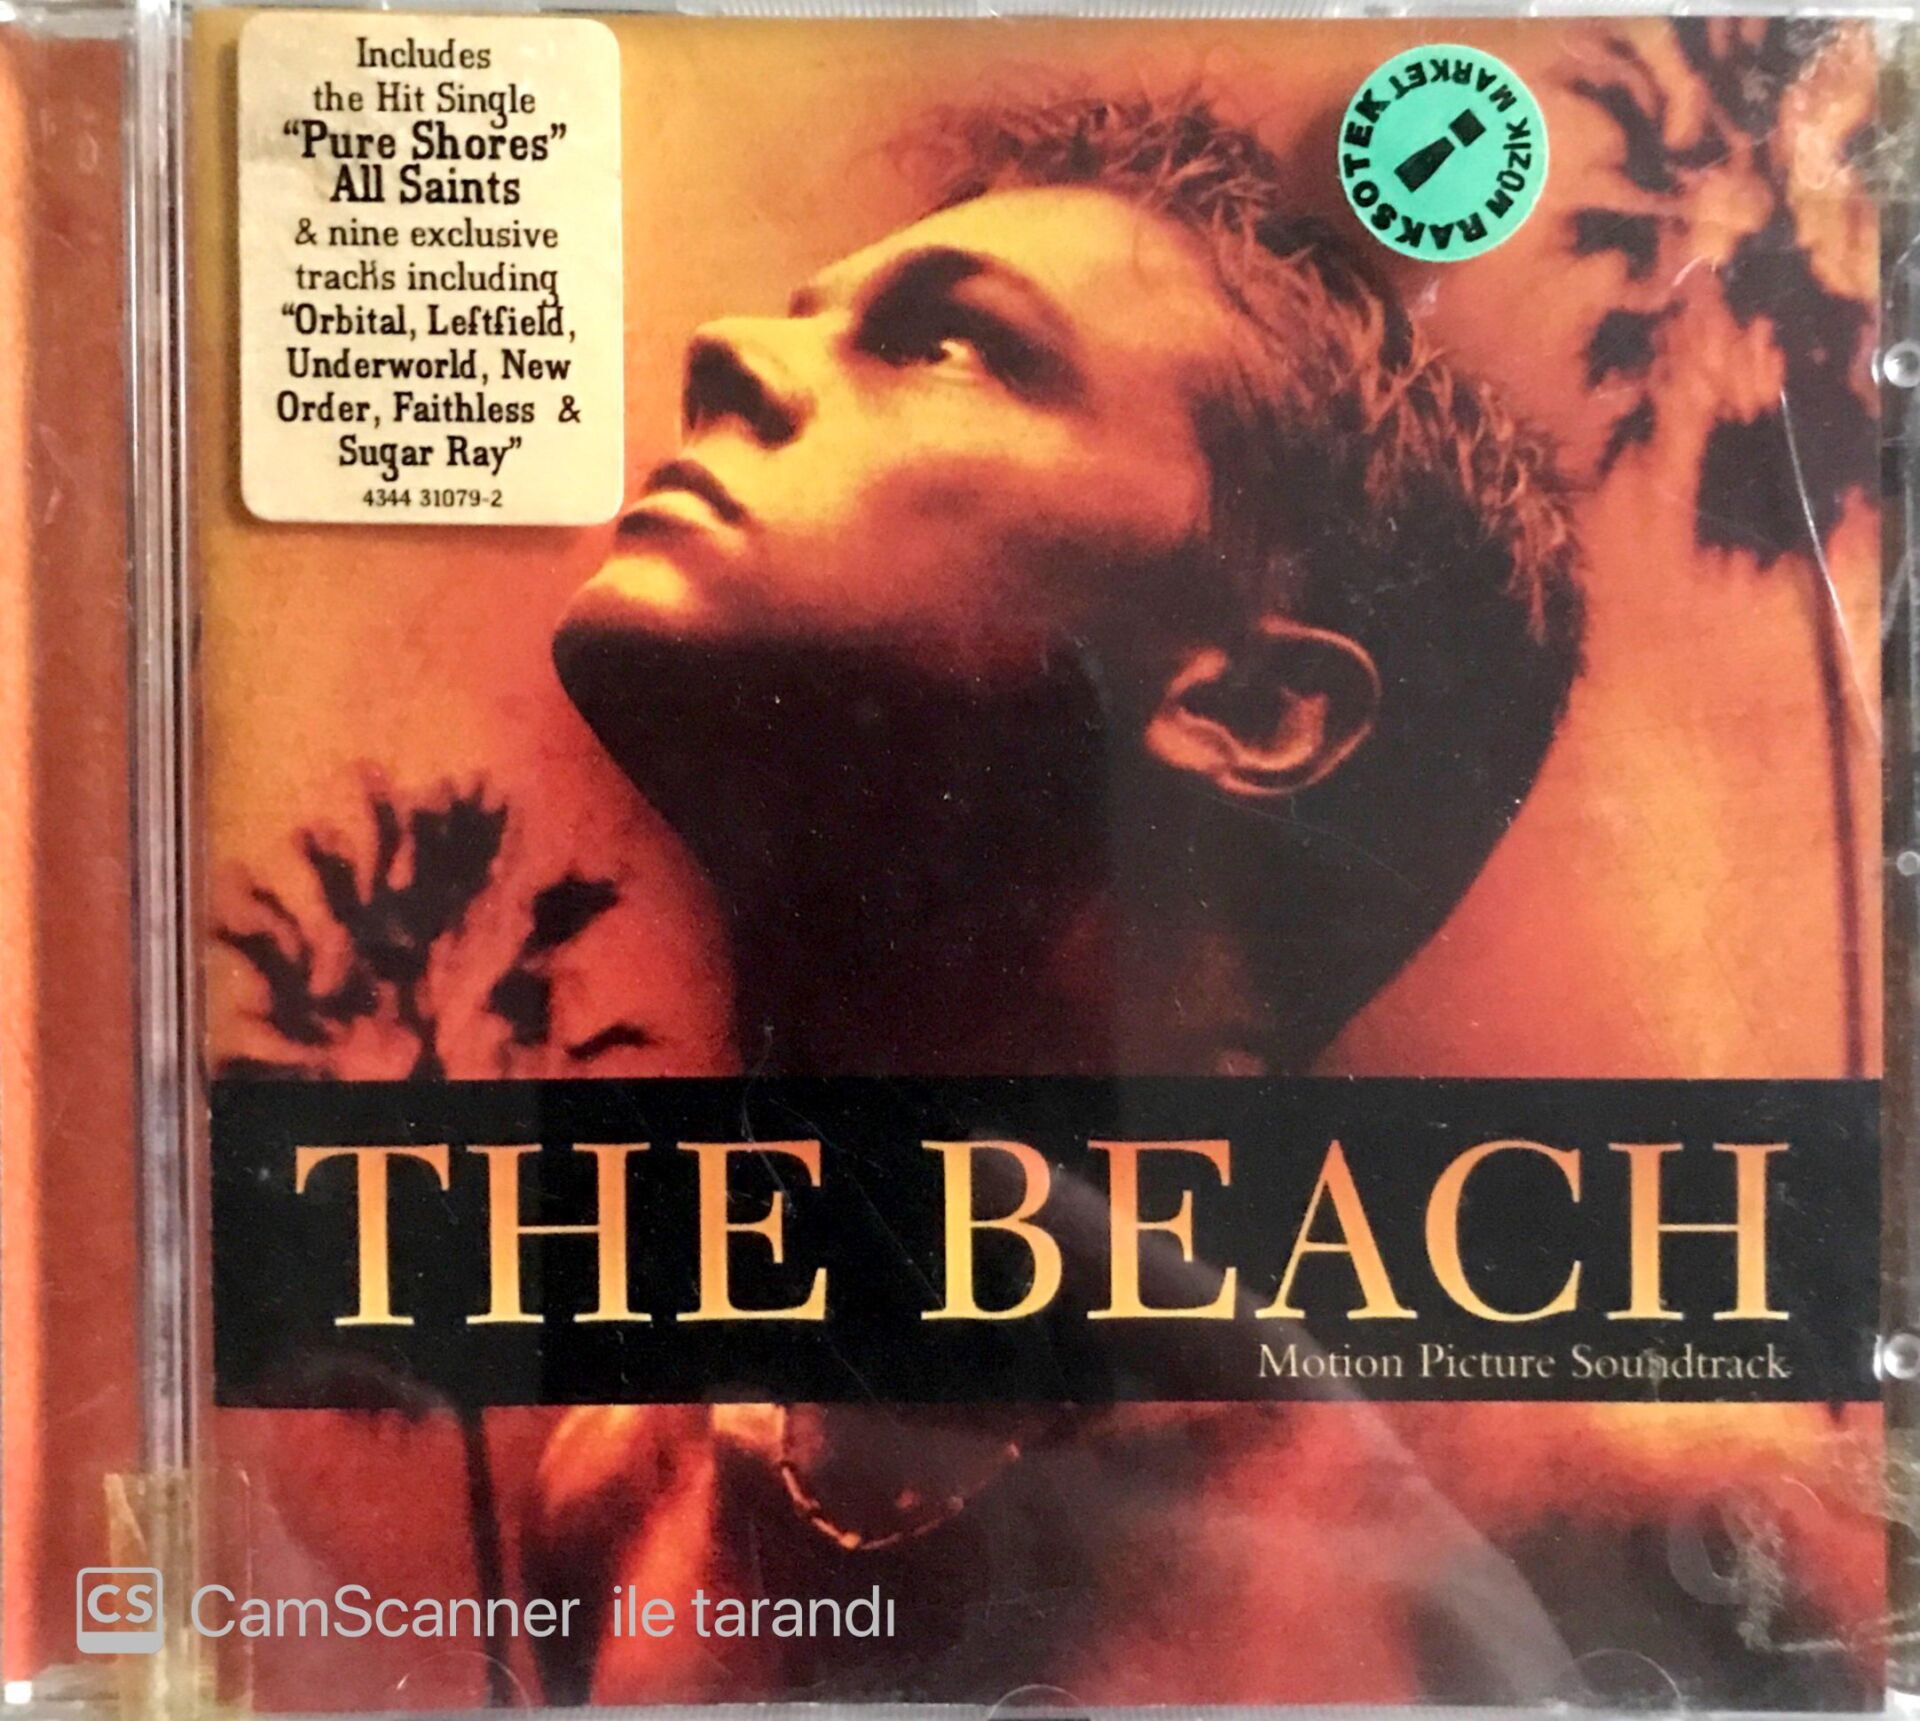 Includes
the Hit Single
“Pure Shores”
All Saints
& nine exclusive
tracks including
“Orbital, Leftfield,
Underworld, New
Order, Faithless &
Sugar Ray”
4344 31079-2
RAKSOTEK MARKET
MÜZİK RAKS
THE BEACH
Motion Picture Soundtrack
CS CamScanner ile tarandı